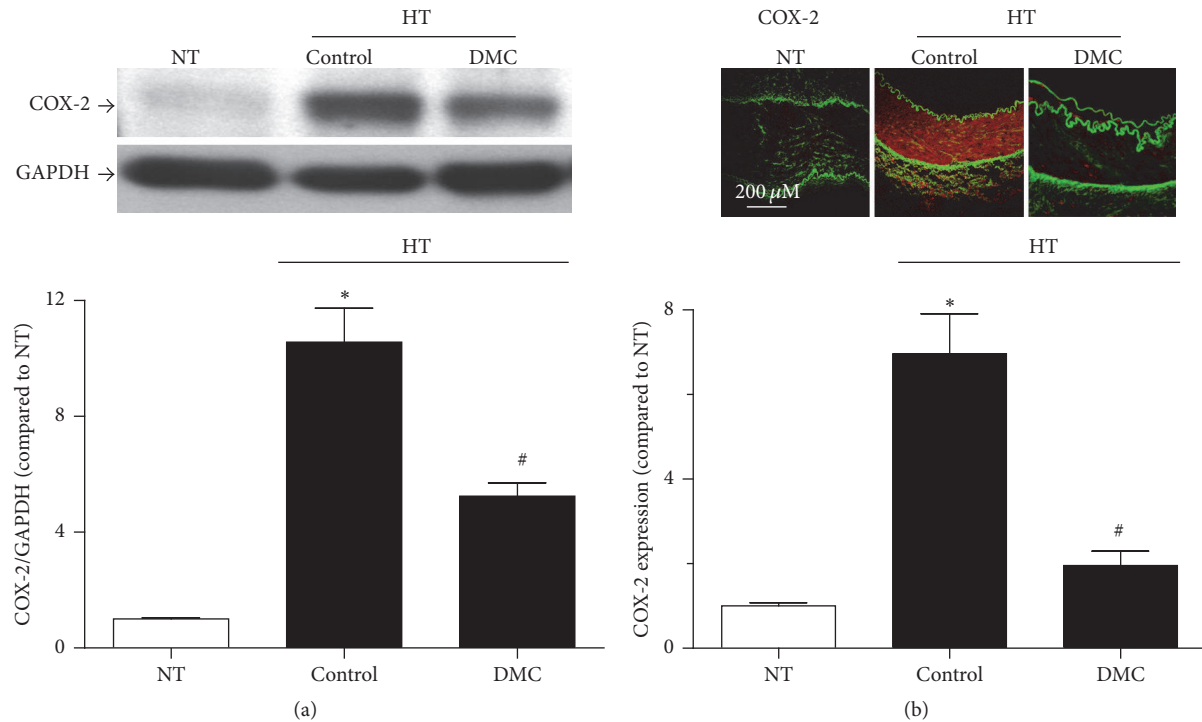 HT
NT Control DMC
COX-2 →
GAPDH →
HT
COX-2/GAPDH (compared to NT)
12
8
4
0
*
#
NT Control DMC
(a)
COX-2 HT
NT Control DMC
200 µM
HT
COX-2 expression (compared to NT)
8
4
0
*
#
NT Control DMC
(b)